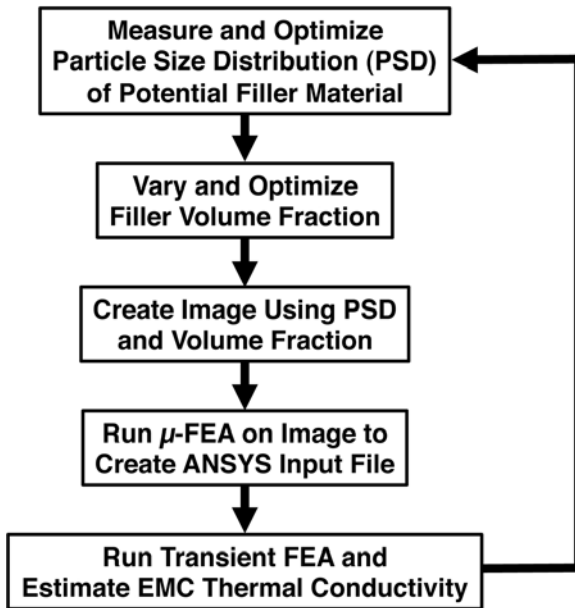 Measure and Optimize
Particle Size Distribution (PSD)
of Potential Filler Material
Vary and Optimize
Filler Volume Fraction
Create Image Using PSD
and Volume Fraction
Run μ-FEA on Image to
Create ANSYS Input File
Run Transient FEA and
Estimate EMC Thermal Conductivity